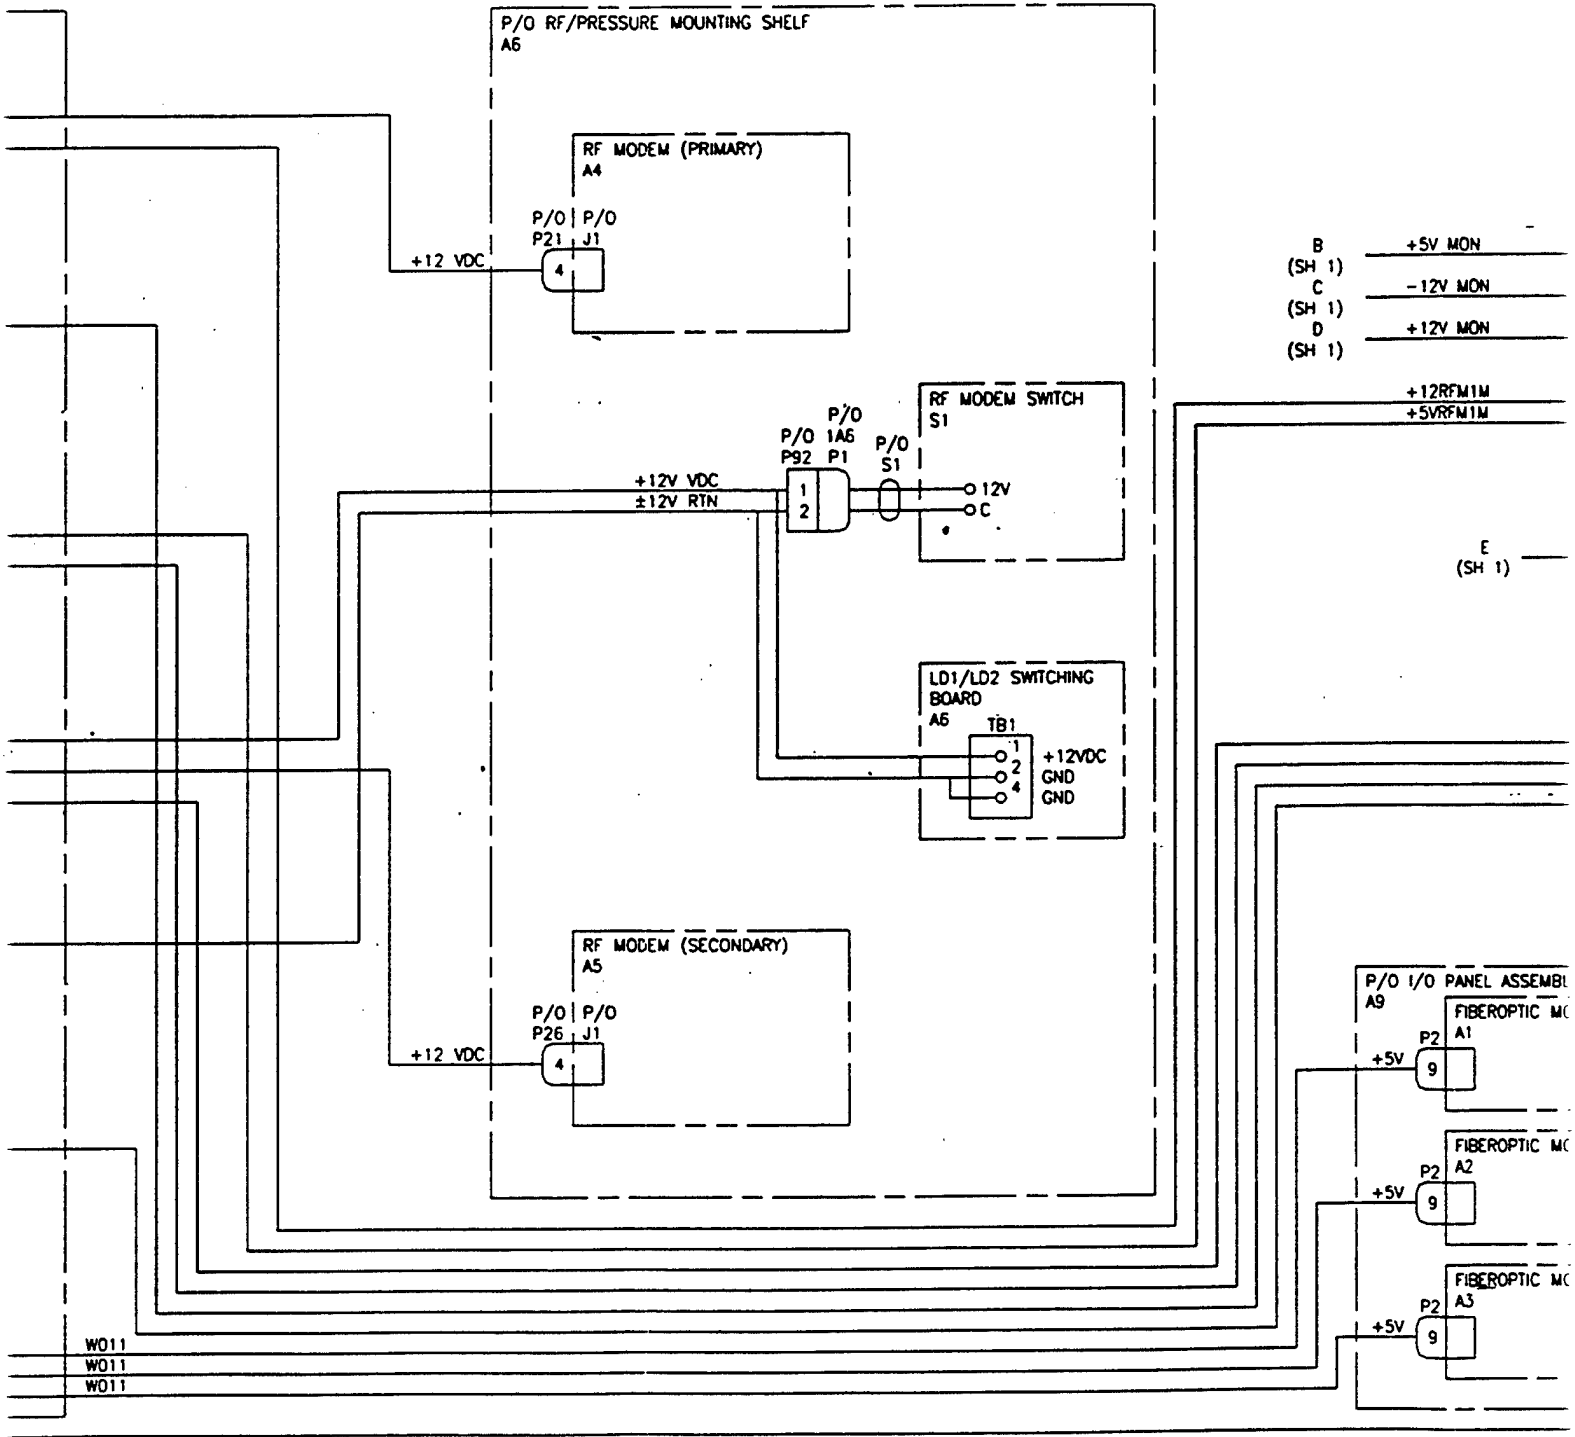 P/O RF/PRESSURE MOUNTING SHELF
A6
RF MODEM (PRIMARY)
A4
P/O P/O
P21 J1
+12 VDC
4
B
(SH 1)
+5V MON
C
(SH 1)
-12V MON
D
(SH 1)
+12V MON
+12RFM1M
+5VRFM1M
RF MODEM SWITCH
S1
P/O
P/O 1A6
P92 P1
P/O
S1
+12V VDC
±12V RTN
1
2
12V
C
E
(SH 1)
LD1/LD2 SWITCHING
BOARD
A6
TB1
1
+12VDC
2
GND
4
GND
RF MODEM (SECONDARY)
A5
P/O P/O
P26 J1
+12 VDC
4
P/O I/O PANEL ASSEMBL
A9
FIBEROPTIC MO
A1
P2
+5V
9
FIBEROPTIC MO
A2
P2
+5V
9
FIBEROPTIC MO
A3
P2
+5V
9
W011
W011
W011